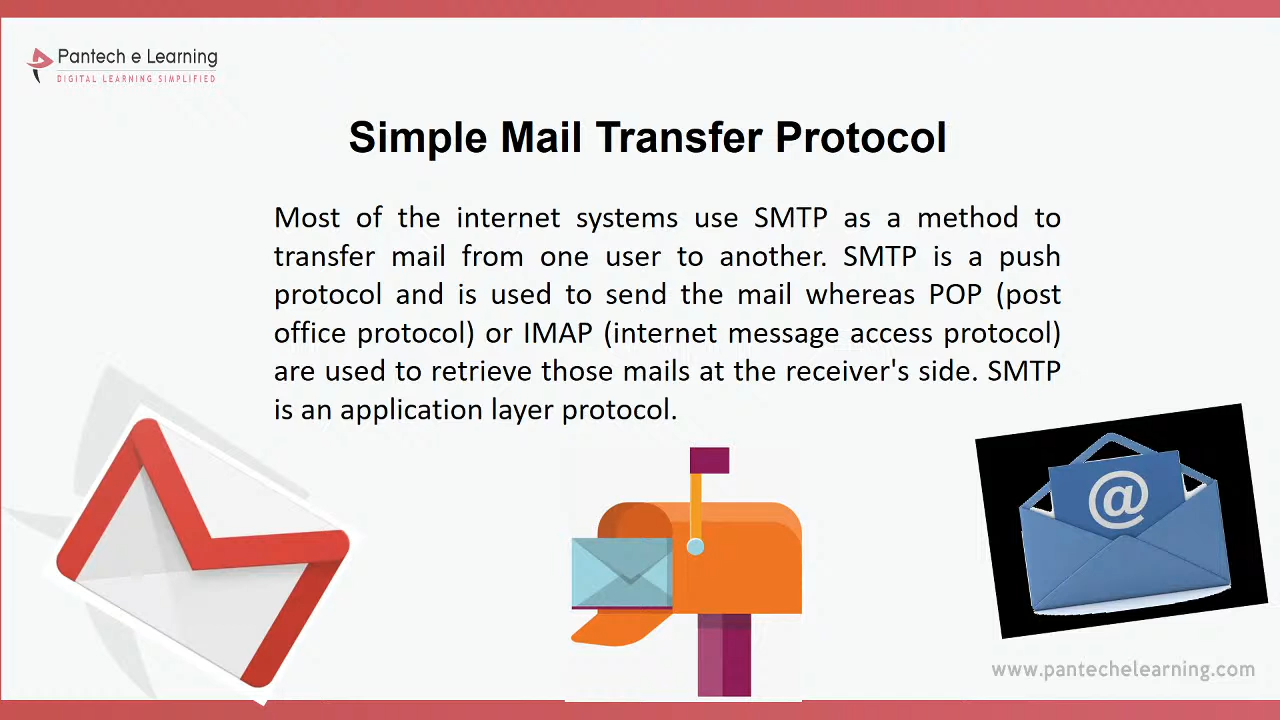 Pantech e Learning
DIGITAL LEARNING SIMPLIFIED
Simple Mail Transfer Protocol
Most of the internet systems use SMTP as a method to
transfer mail from one user to another. SMTP is a push
protocol and is used to send the mail whereas POP (post
office protocol) or IMAP (internet message access protocol)
are used to retrieve those mails at the receiver's side. SMTP
is an application layer protocol.
@
www.pantechelearning.com